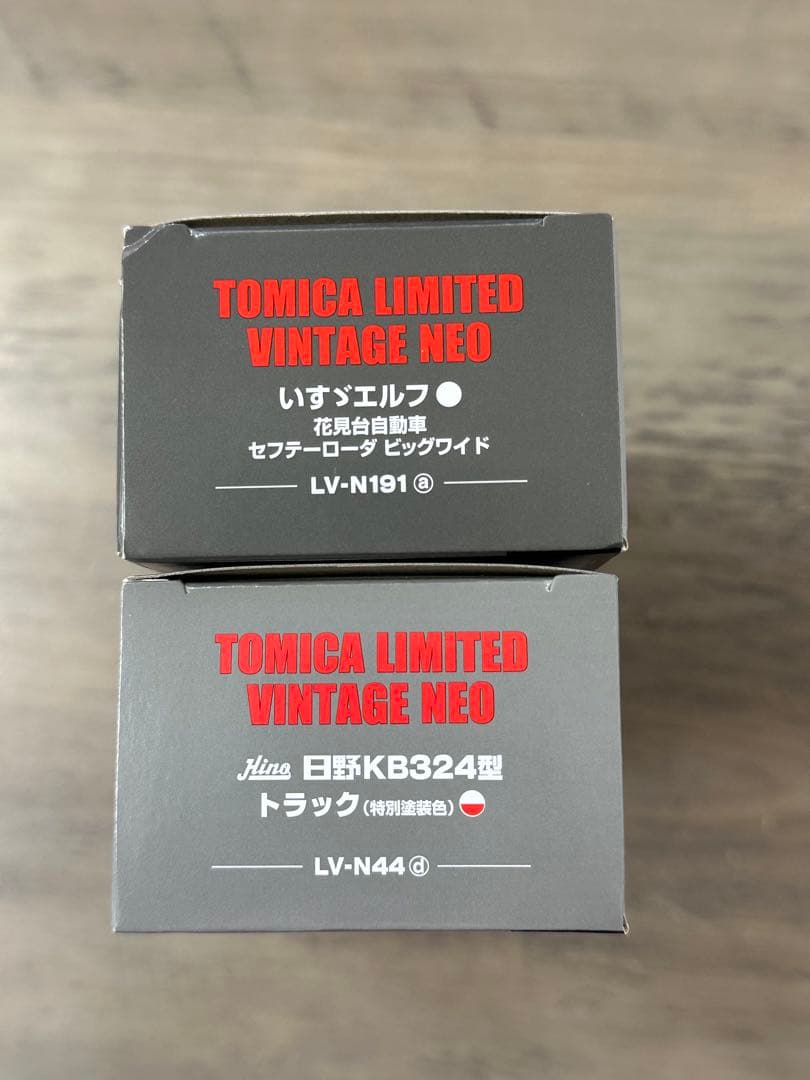 TOMICA LIMITED
VINTAGE NEO
いすゞエルフ
花見台自動車
セフテーローダ ビッグワイド
LV-N191 ⓐ
TOMICA LIMITED
VINTAGE NEO
Hino 日野KB324型
トラック(特別塗装色)
LV-N44 ⓓ